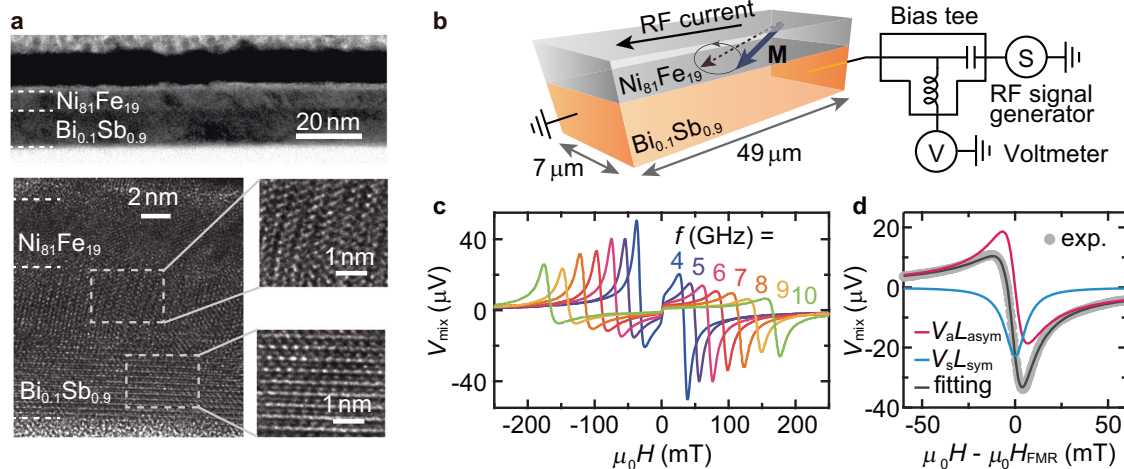 a
Ni81Fe19
Bi0.1Sb0.9
20 nm
2 nm
Ni81Fe19
1 nm
Bi0.1Sb0.9
1 nm
b
RF current
M
Ni81Fe19
Bi0.1Sb0.9
7 μm
49 μm
Bias tee
S
RF signal
generator
V
Voltmeter
c
f (GHz) =
4 5 6 7 8 9 10
Vmix (μV)
40
0
-40
-200 -100 0 100 200
μ0H (mT)
d
exp.
VaLasym
VsLsym
fitting
Vmix (μV)
20
0
-20
-40
-50 0 50
μ0H - μ0HFMR (mT)